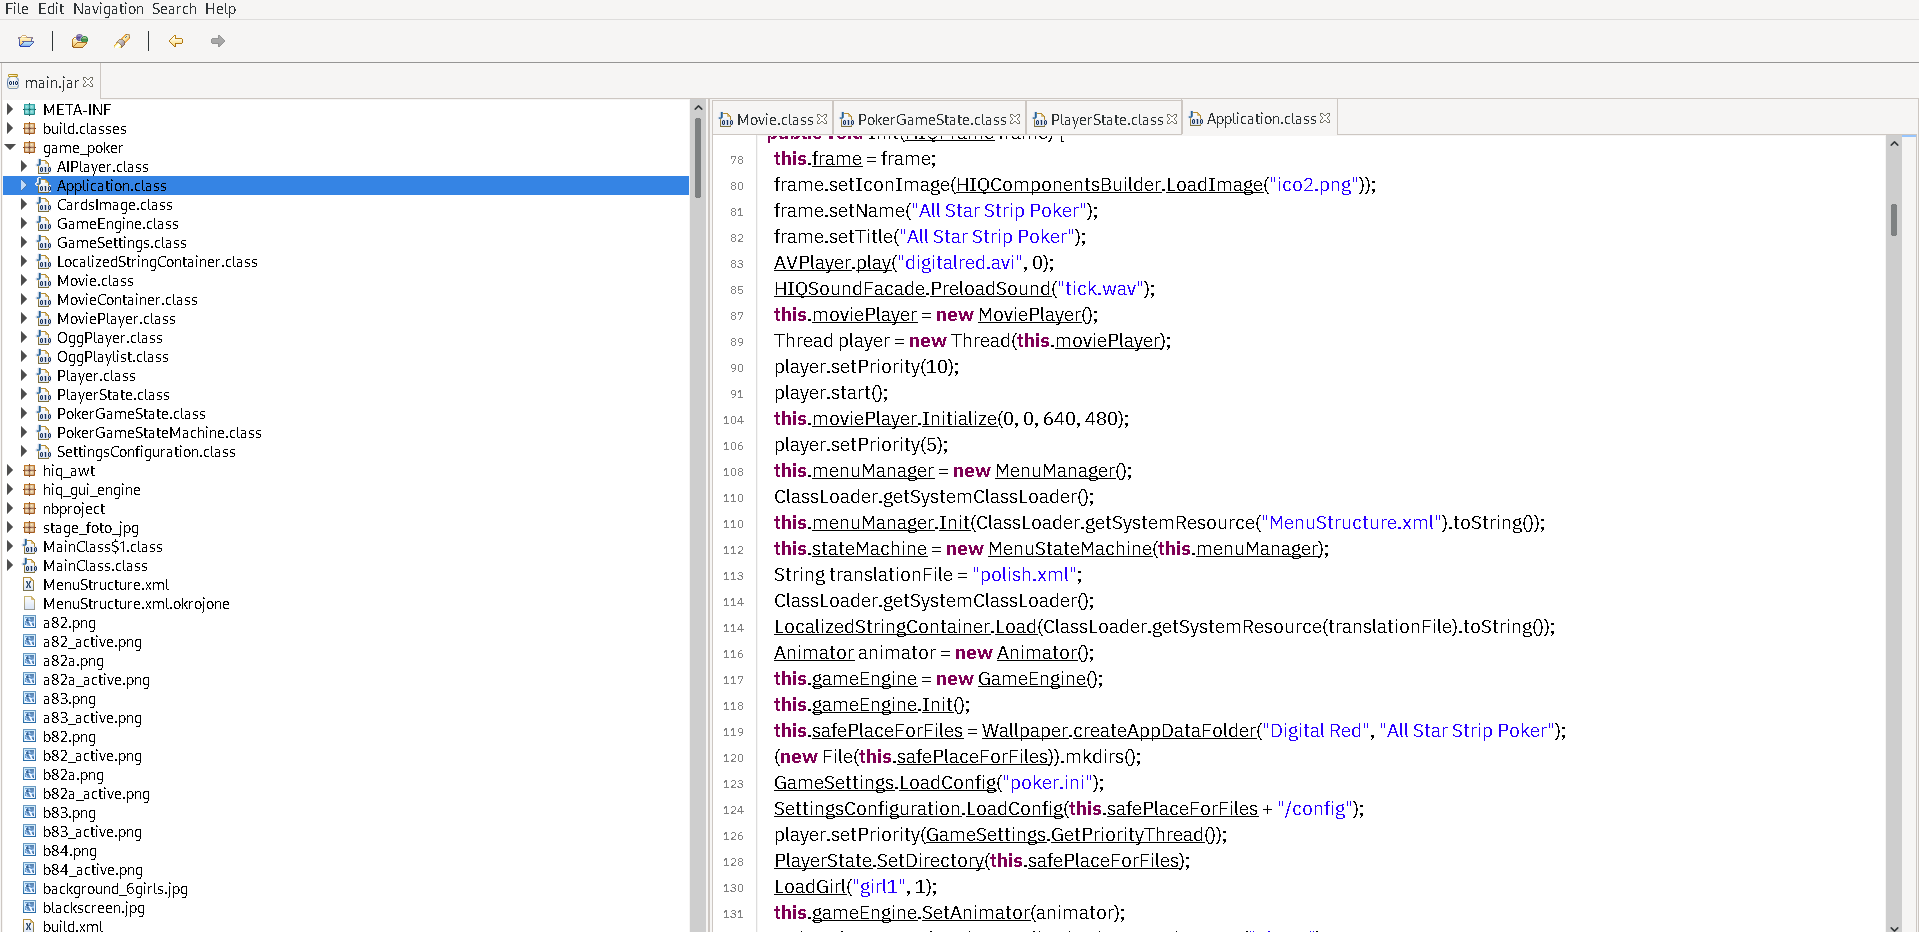 File Edit Navigation Search Help
main.jar
META-INF
build.classes
game_poker
AIPlayer.class
Application.class
CardsImage.class
GameEngine.class
GameSettings.class
LocalizedStringContainer.class
Movie.class
MovieContainer.class
MoviePlayer.class
OggPlayer.class
OggPlaylist.class
Player.class
PlayerState.class
PokerGameState.class
PokerGameStateMachine.class
SettingsConfiguration.class
hiq_awt
hiq_gui_engine
nbproject
stage_foto_jpg
MainClass$1.class
MainClass.class
MenuStructure.xml
MenuStructure.xml.okrojone
a82.png
a82_active.png
a82a.png
a82a_active.png
a83.png
a83_active.png
b82.png
b82_active.png
b82a.png
b82a_active.png
b83.png
b83_active.png
b84.png
b84_active.png
background_6girls.jpg
blackscreen.jpg
build.xml
Movie.class PokerGameState.class PlayerState.class Application.class
public void Init(HIQFrame frame) {
78 this.frame = frame;
80 frame.setIconImage(HIQComponentsBuilder.LoadImage("ico2.png"));
81 frame.setName("All Star Strip Poker");
82 frame.setTitle("All Star Strip Poker");
83 AVPlayer.play("digitalred.avi", 0);
85 HIQSoundFacade.PreloadSound("tick.wav");
87 this.moviePlayer = new MoviePlayer();
89 Thread player = new Thread(this.moviePlayer);
90 player.setPriority(10);
91 player.start();
104 this.moviePlayer.Initialize(0, 0, 640, 480);
106 player.setPriority(5);
108 this.menuManager = new MenuManager();
110 ClassLoader.getSystemClassLoader();
110 this.menuManager.Init(ClassLoader.getSystemResource("MenuStructure.xml").toString());
112 this.stateMachine = new MenuStateMachine(this.menuManager);
113 String translationFile = "polish.xml";
114 ClassLoader.getSystemClassLoader();
114 LocalizedStringContainer.Load(ClassLoader.getSystemResource(translationFile).toString());
116 Animator animator = new Animator();
117 this.gameEngine = new GameEngine();
118 this.gameEngine.Init();
119 this.safePlaceForFiles = Wallpaper.createAppDataFolder("Digital Red", "All Star Strip Poker");
120 (new File(this.safePlaceForFiles)).mkdirs();
123 GameSettings.LoadConfig("poker.ini");
124 SettingsConfiguration.LoadConfig(this.safePlaceForFiles + "/config");
126 player.setPriority(GameSettings.GetPriorityThread());
128 PlayerState.SetDirectory(this.safePlaceForFiles);
130 LoadGirl("girl1", 1);
131 this.gameEngine.SetAnimator(animator);